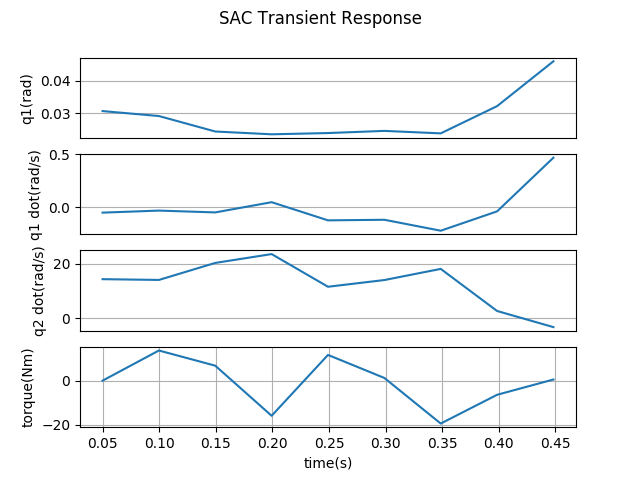 SAC Transient Response
q1(rad)
0.04
0.03
q1 dot(rad/s)
0.5
0.0
q2 dot(rad/s)
20
0
torque(Nm)
0
−20
0.05 0.10 0.15 0.20 0.25 0.30 0.35 0.40 0.45
time(s)